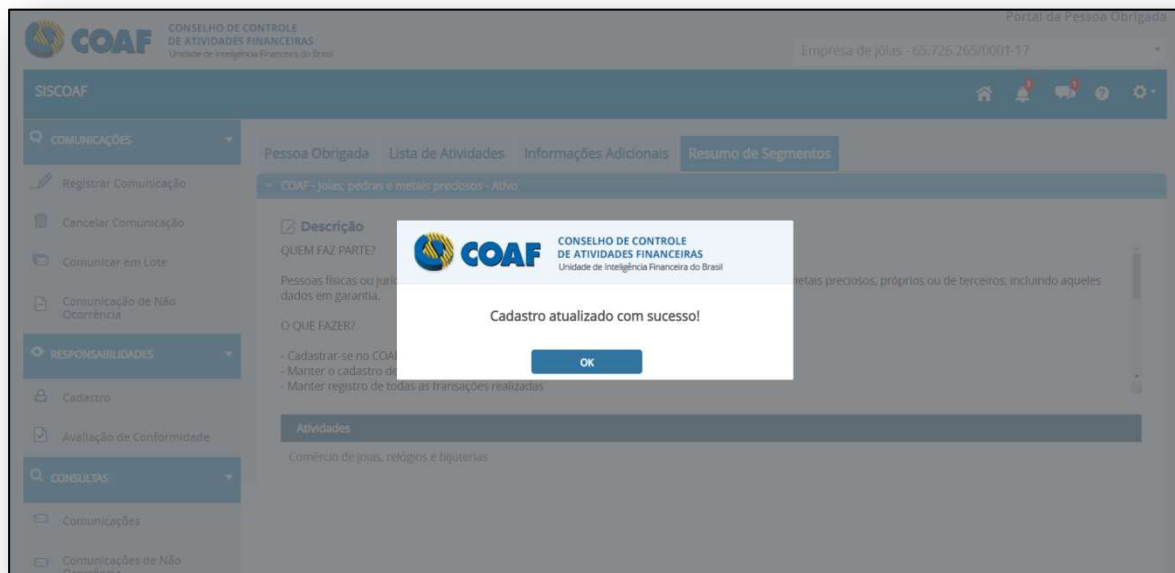 Portal da Pessoa Obrigada
COAF
CONSELHO DE CONTROLE
DE ATIVIDADES FINANCEIRAS
Unidade de Inteligência Financeira do Brasil
Empresa de jóias - 65.726.265/0001-17
SISCOAF
3
1
COMUNICAÇÕES
Registrar Comunicação
Cancelar Comunicação
Comunicar em Lote
Comunicação de Não
Ocorrência
RESPONSABILIDADES
Cadastro
Avaliação de Conformidade
CONSULTAS
Comunicações
Comunicações de Não
Ocorrência
Pessoa Obrigada
Lista de Atividades
Informações Adicionais
Resumo de Segmentos
COAF - Joias, pedras e metais preciosos - Ativo
Descrição
QUEM FAZ PARTE?
Pessoas físicas ou
metais preciosos, próprios ou de terceiros, incluindo aqueles
dados em garantia.
O QUE FAZER?
- Cadastrar-se no
- Manter o cadastro
- Manter registro de todas as transações realizadas
COAF
CONSELHO DE CONTROLE
DE ATIVIDADES FINANCEIRAS
Unidade de Inteligência Financeira do Brasil
Cadastro atualizado com sucesso!
OK
Atividades
Comércio de joias, relógios e bijuterias